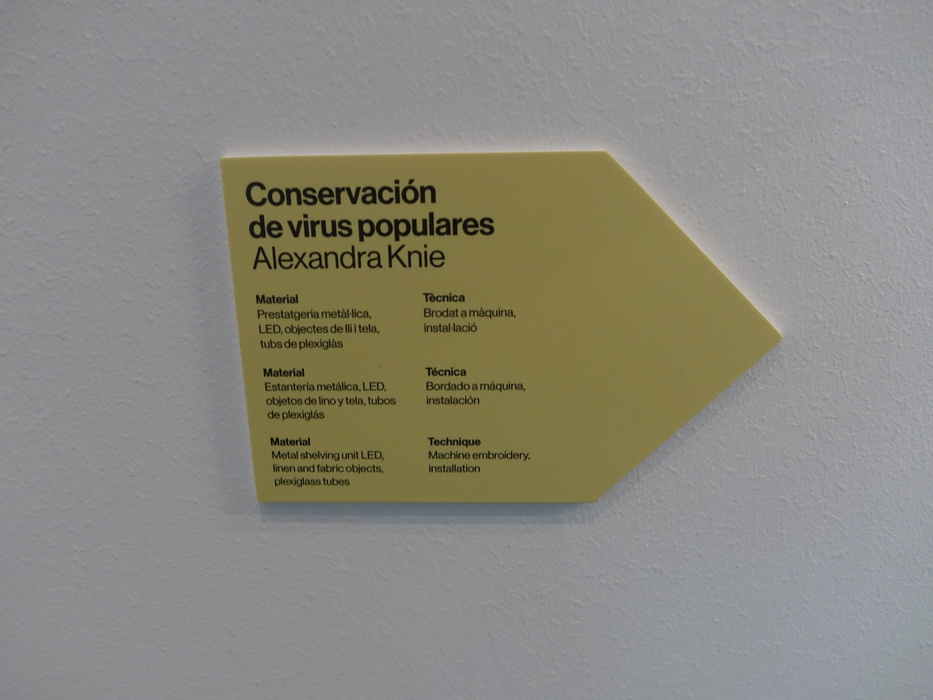 Conservación
de virus populares
Alexandra Knie
Material
Prestatgeria metàl·lica,
LED, objectes de lli i tela,
tubs de plexiglàs
Tècnica
Brodat a màquina,
instal·lació
Material
Estantería metálica, LED,
objetos de lino y tela, tubos
de plexiglás
Técnica
Bordado a máquina,
instalación
Material
Metal shelving unit LED,
linen and fabric objects,
plexiglass tubes
Technique
Machine embroidery,
installation